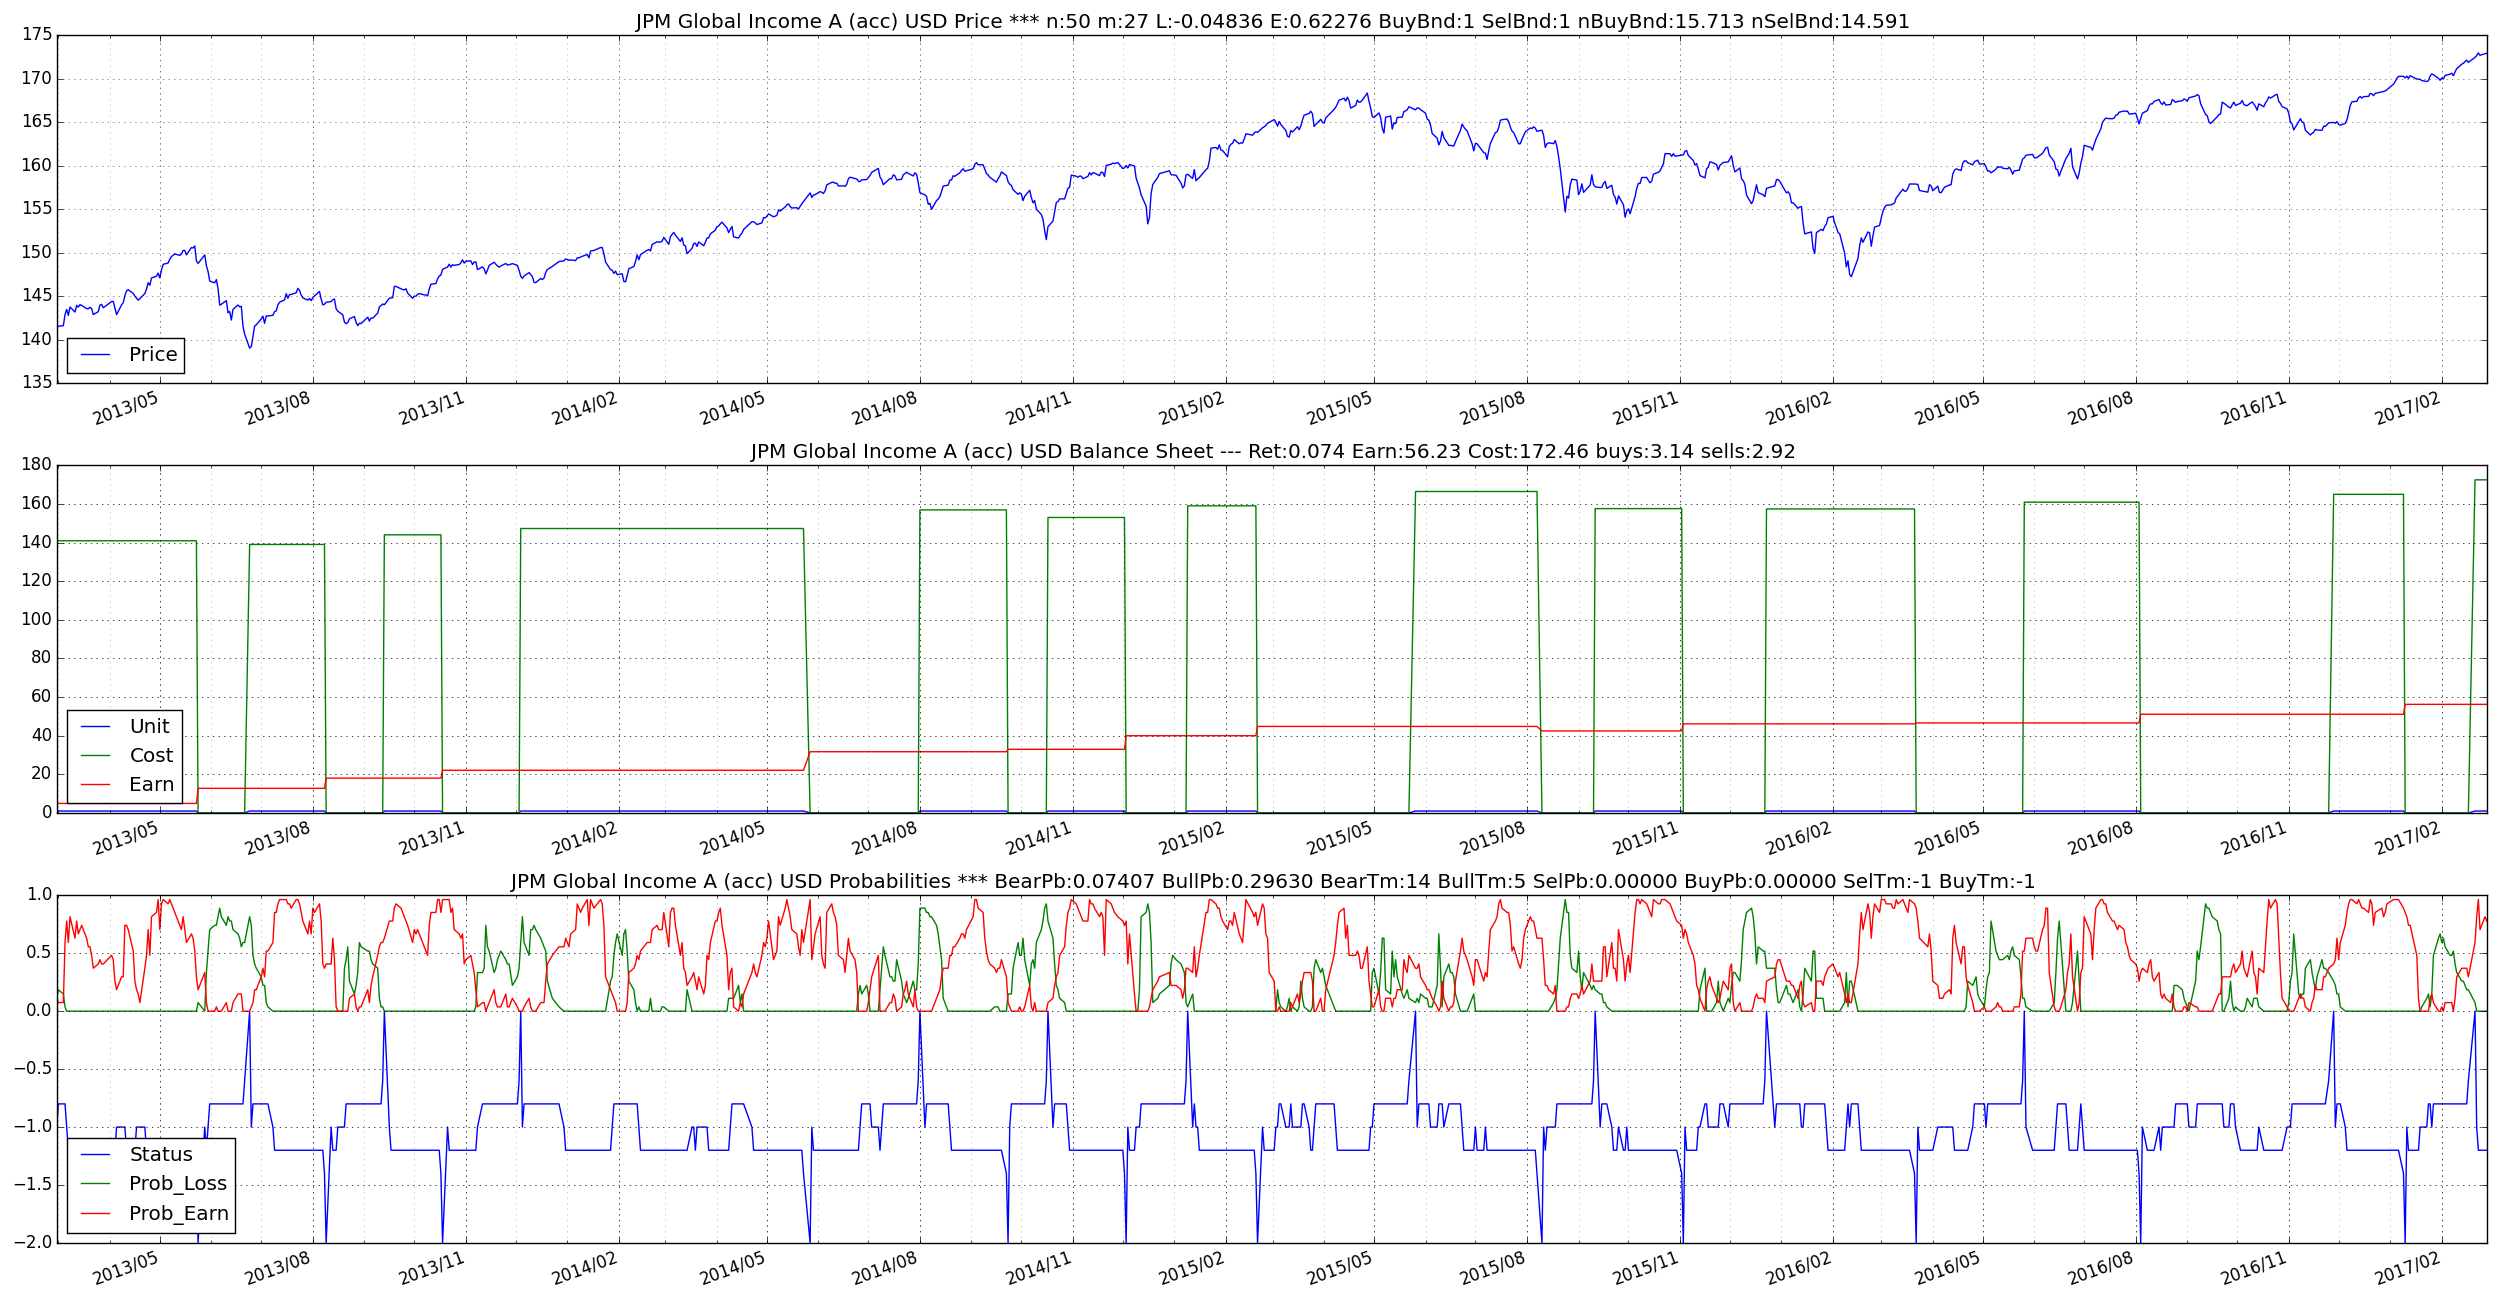 JPM Global Income A (acc) USD Price *** n:50 m:27 L:-0.04836 E:0.62276 BuyBnd:1 SelBnd:1 nBuyBnd:15.713 nSelBnd:14.591
175
170
165
160
155
150
145
140
135
Price
2013/05 2013/08 2013/11 2014/02 2014/05 2014/08 2014/11 2015/02 2015/05 2015/08 2015/11 2016/02 2016/05 2016/08 2016/11 2017/02
JPM Global Income A (acc) USD Balance Sheet --- Ret:0.074 Earn:56.23 Cost:172.46 buys:3.14 sells:2.92
180
160
140
120
100
80
60
40
20
0
Unit
Cost
Earn
2013/05 2013/08 2013/11 2014/02 2014/05 2014/08 2014/11 2015/02 2015/05 2015/08 2015/11 2016/02 2016/05 2016/08 2016/11 2017/02
JPM Global Income A (acc) USD Probabilities *** BearPb:0.07407 BullPb:0.29630 BearTm:14 BullTm:5 SelPb:0.00000 BuyPb:0.00000 SelTm:-1 BuyTm:-1
1.0
0.5
0.0
−0.5
−1.0
−1.5
−2.0
Status
Prob_Loss
Prob_Earn
2013/05 2013/08 2013/11 2014/02 2014/05 2014/08 2014/11 2015/02 2015/05 2015/08 2015/11 2016/02 2016/05 2016/08 2016/11 2017/02